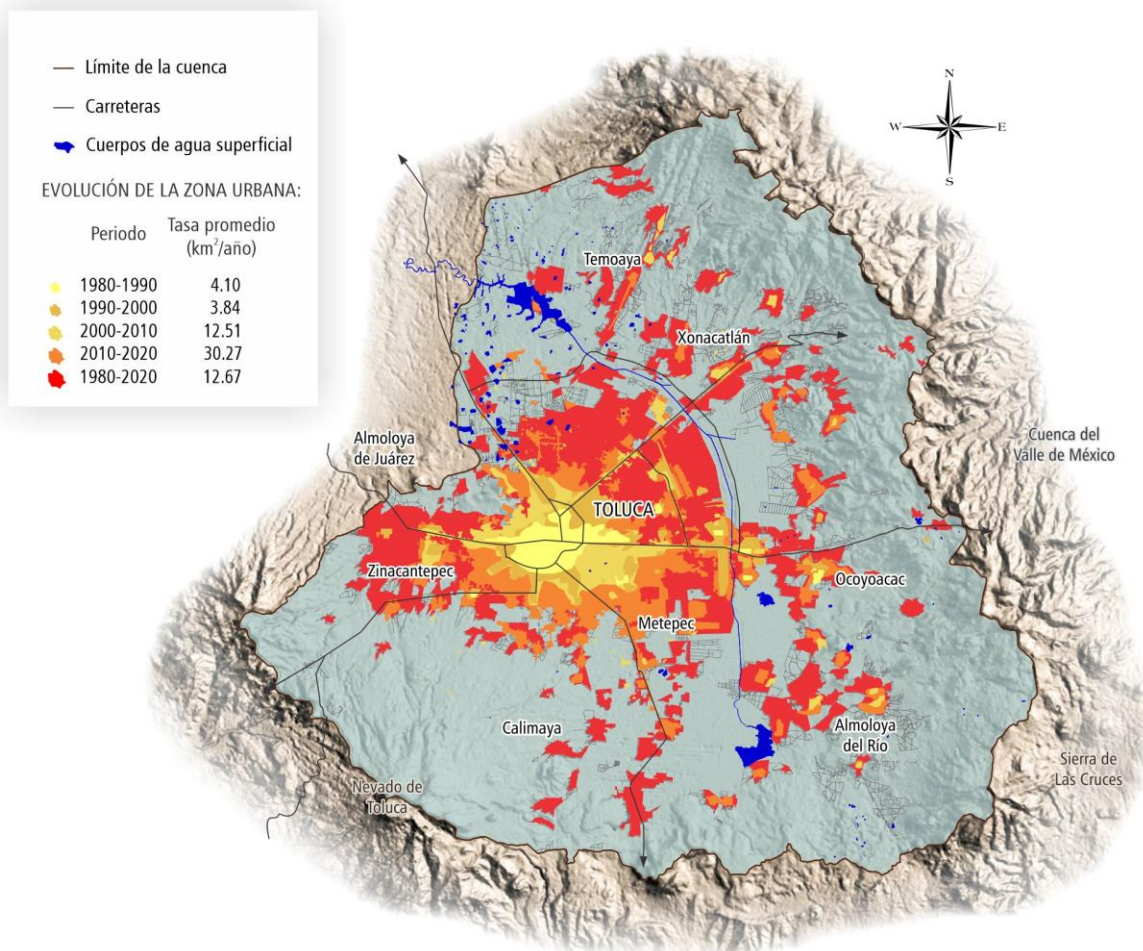 Límite de la cuenca
Carreteras
Cuerpos de agua superficial
EVOLUCIÓN DE LA ZONA URBANA:
Periodo Tasa promedio
(km²/año)
1980-1990 4.10
1990-2000 3.84
2000-2010 12.51
2010-2020 30.27
1980-2020 12.67
N
W E
S
Temoaya
Xonacatlán
Almoloya
de Juárez
Cuenca del
Valle de México
TOLUCA
Zinacantepec
Ocoyoacac
Metepec
Calimaya
Almoloya
del Río
Sierra de
Las Cruces
Nevado de
Toluca